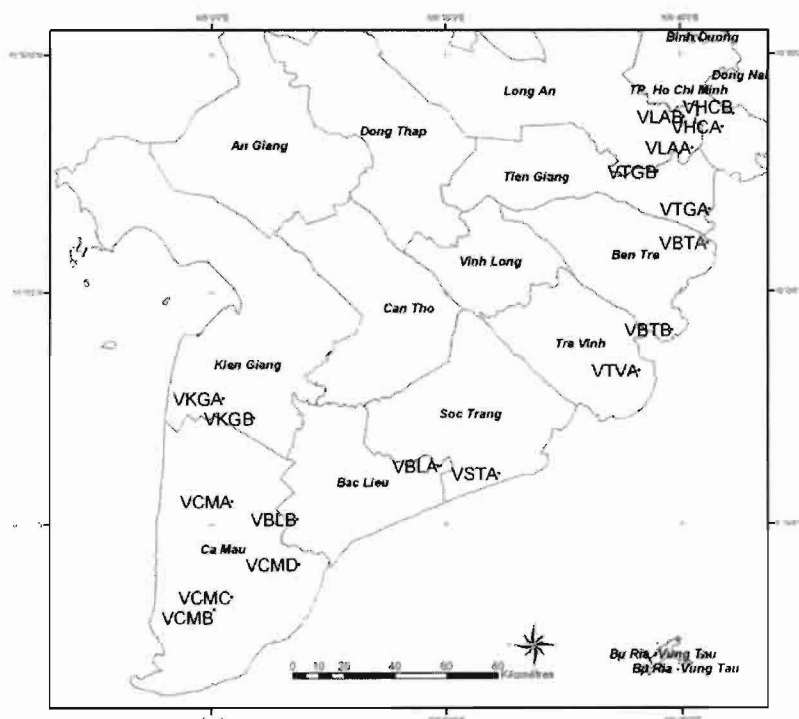 Binh Duong
Dong Nai
Long An
TP. Ho Chi Minh
VHCB
VLAB
VHCA
Dong Thap
An Giang
VLAA
VTGB
Tien Giang
VTGA
VBTA
Ben Tre
Vinh Long
Can Tho
VBTB
Tra Vinh
Kien Giang
VTVA
VKGA
VKGB
Soc Trang
VBLA
VSTA
Bac Lieu
VCMA
VBLB
Ca Mau
VCMD
VCMC
VCMB
Bụ Ria -Vung Tau
Bụ Ria -Vung Tau
0 10 20 40 60 80
Kilometres